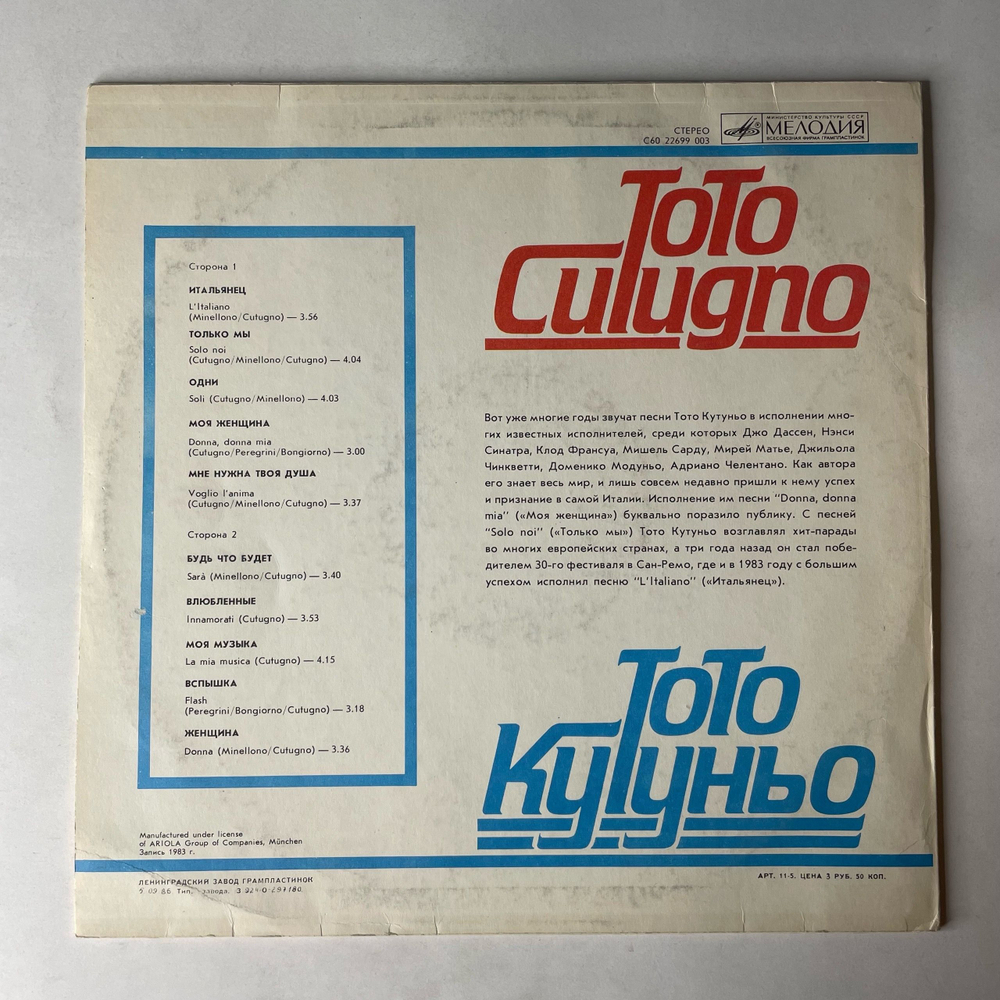 СТЕРЕО
С60 22699 003
МИНИСТЕРСТВО КУЛЬТУРЫ СССР
МЕЛОДИЯ
ВСЕСОЮЗНАЯ ФИРМА ГРАМПЛАСТИНОК
ToTo
Cutugno
Сторона 1
ИТАЛЬЯНЕЦ
L'Italiano
(Minellono/Cutugno) — 3.56
ТОЛЬКО МЫ
Solo noi
(Cutugno/Minellono/Cutugno) — 4.04
ОДНИ
Soli (Cutugno/Minellono) — 4.03
МОЯ ЖЕНЩИНА
Donna, donna mia
(Cutugno/Peregrini/Bongiorno) — 3.00
МНЕ НУЖНА ТВОЯ ДУША
Voglio l'anima
(Cutugno/Minellono/Cutugno) — 3.37
Сторона 2
БУДЬ ЧТО БУДЕТ
Sarà (Minellono/Cutugno) — 3.40
ВЛЮБЛЕННЫЕ
Innamorati (Cutugno) — 3.53
МОЯ МУЗЫКА
La mia musica (Cutugno) — 4.15
ВСПЫШКА
Flash
(Peregrini/Bongiorno/Cutugno) — 3.18
ЖЕНЩИНА
Donna (Minellono/Cutugno) — 3.36
Вот уже многие годы звучат песни Тото Кутуньо в исполнении мно-
гих известных исполнителей, среди которых Джо Дассен, Нэнси
Синатра, Клод Франсуа, Мишель Сарду, Мирей Матье, Джильола
Чинкветти, Доменико Модуньо, Адриано Челентано. Как автора
его знает весь мир, и лишь совсем недавно пришли к нему успех
и признание в самой Италии. Исполнение им песни "Donna, donna
mia" («Моя женщина») буквально поразило публику. С песней
"Solo noi" («Только мы») Тото Кутуньо возглавлял хит-парады
во многих европейских странах, а три года назад он стал побе-
дителем 30-го фестиваля в Сан-Ремо, где и в 1983 году с большим
успехом исполнил песню "L'Italiano" («Итальянец»).
ТоТо
Кутуньо
Manufactured under license
of ARIOLA Group of Companies, München
Запись 1983 г.
ЛЕНИНГРАДСКИЙ ЗАВОД ГРАМПЛАСТИНОК
Тип. завода.
АРТ. 11-5. ЦЕНА 3 РУБ. 50 КОП.